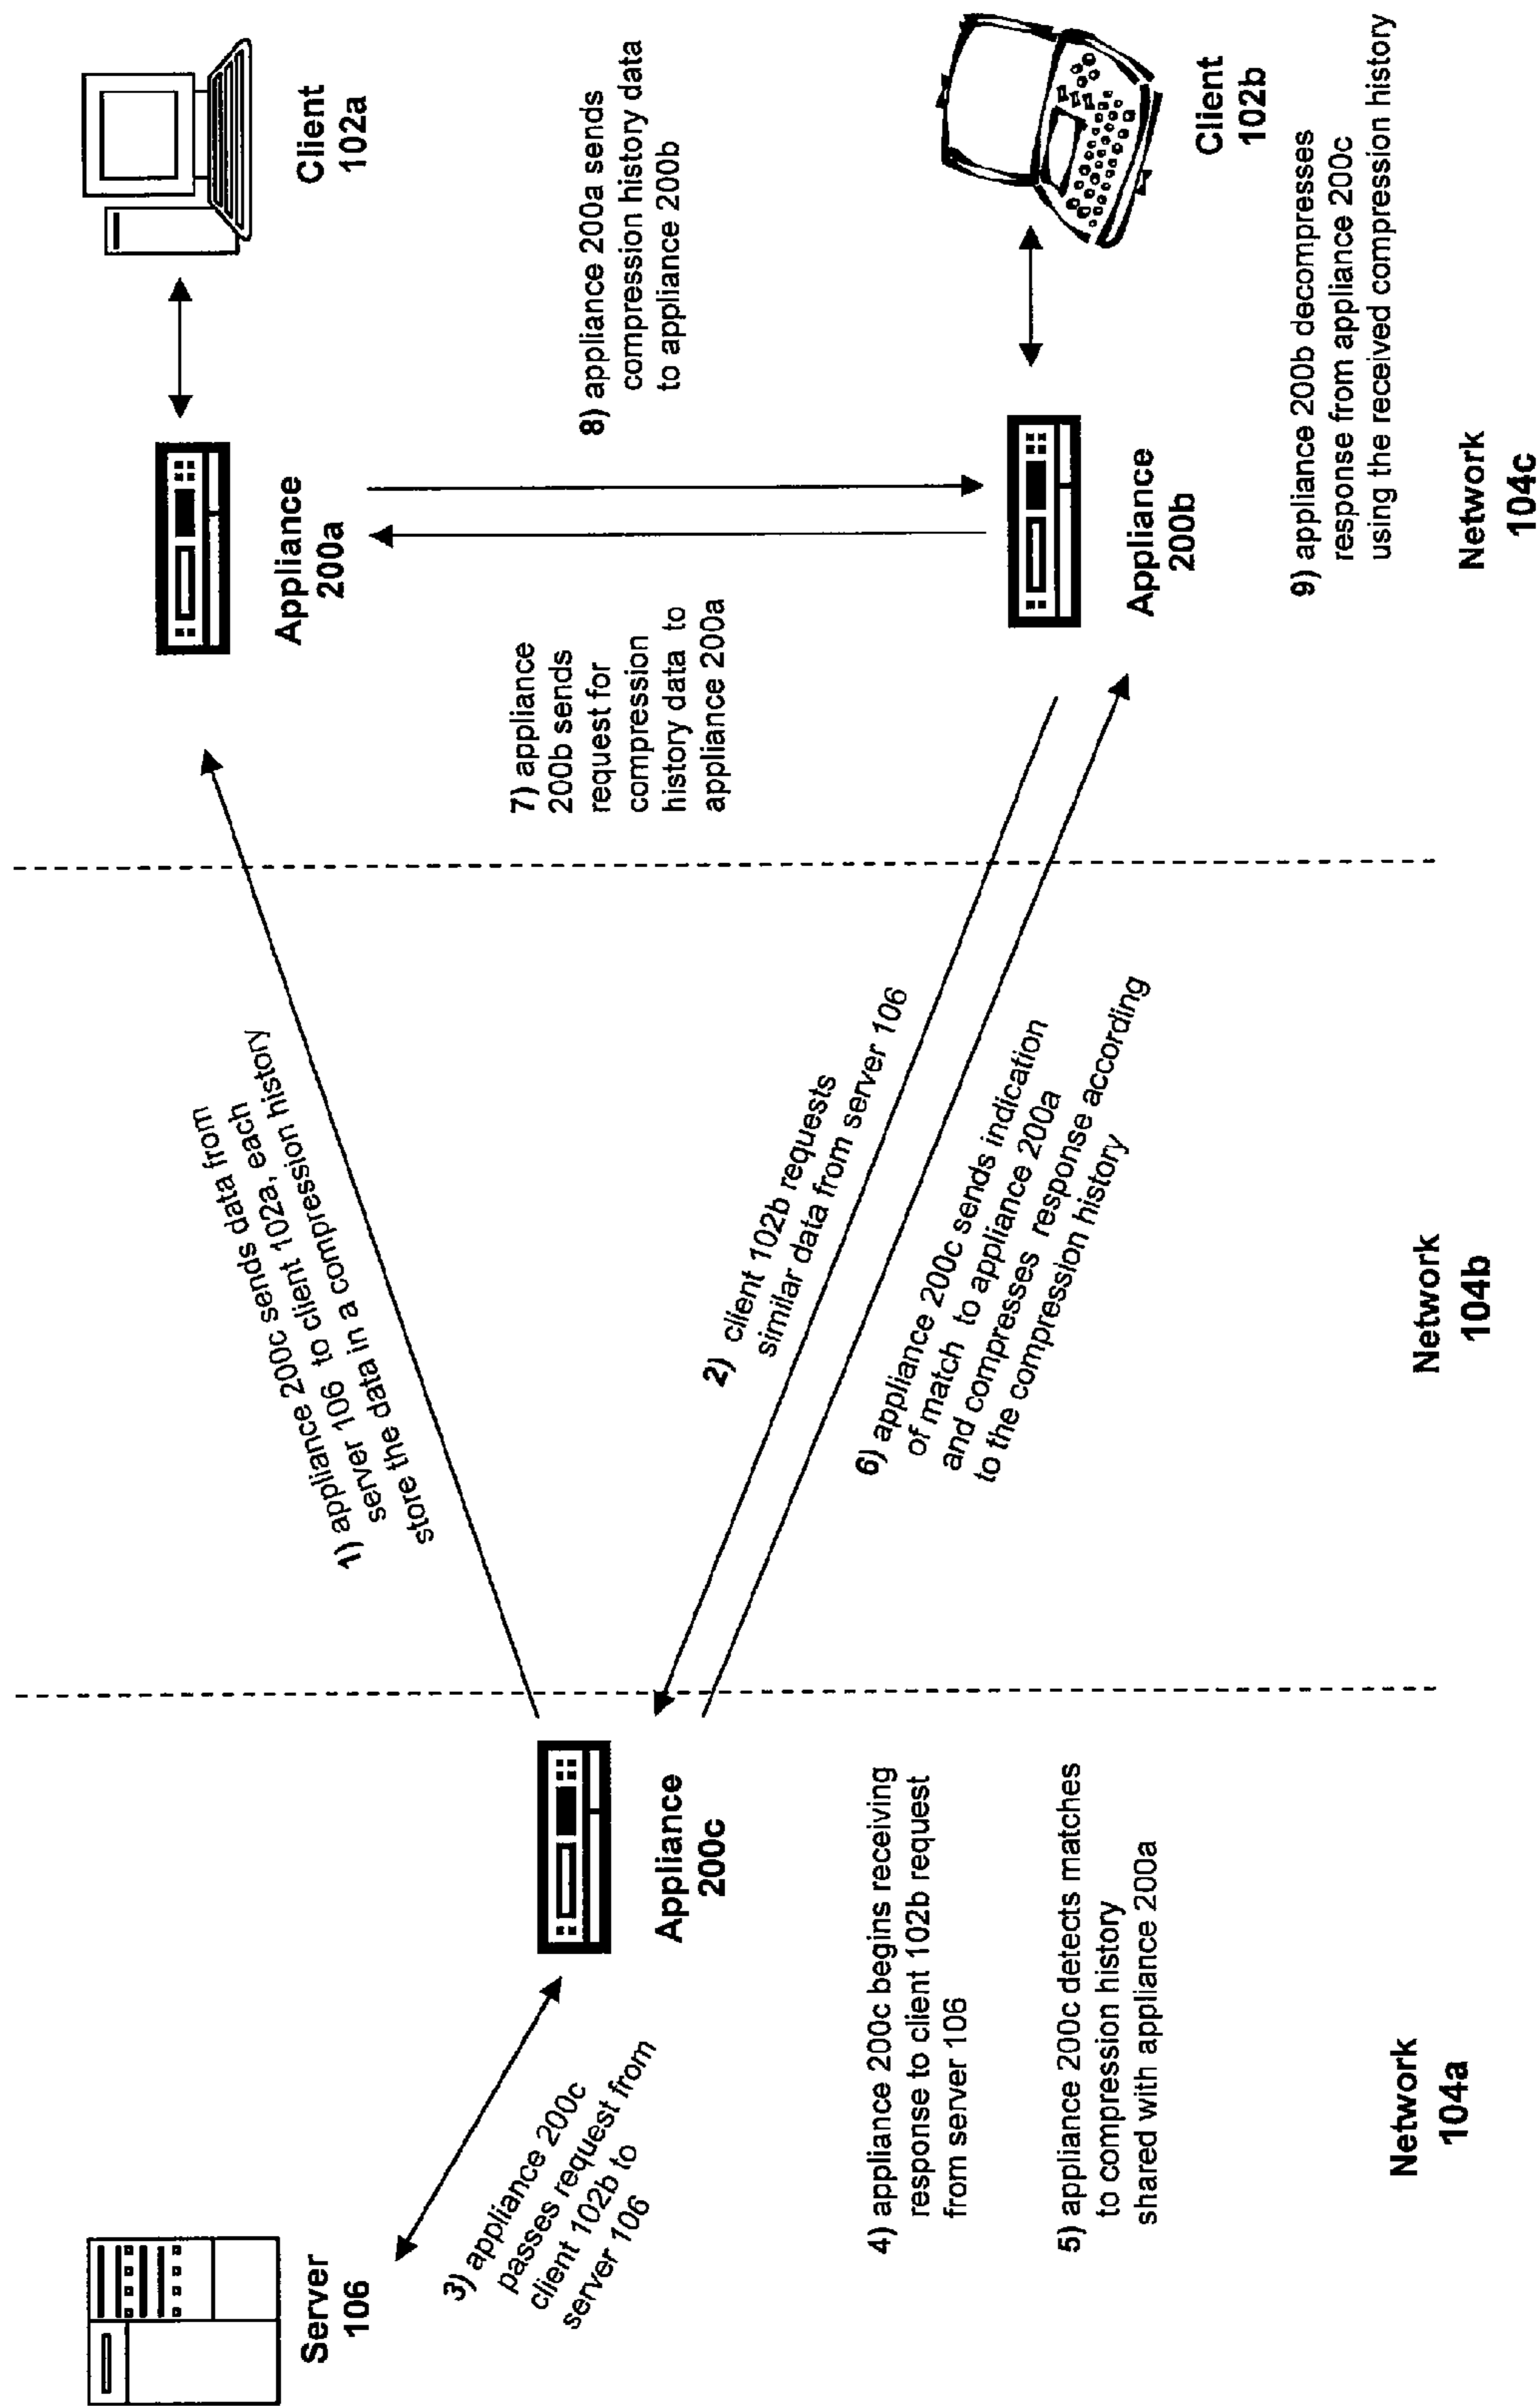 Server
106
3) appliance 200c
passes request from
client 102b to
server 106
Appliance
200c
4) appliance 200c begins receiving
response to client 102b request
from server 106
5) appliance 200c detects matches
to compression history
shared with appliance 200a
Network
104a
1) appliance 200c sends data from
server 106 to client 102a, each
store the data in a compression history
2) client 102b requests
similar data from server 106
6) appliance 200c sends indication
of match to appliance 200a
and compresses response according
to the compression history
Network
104b
Appliance
200a
Client
102a
7) appliance
200b sends
request for
compression
history data to
appliance 200a
8) appliance 200a sends
compression history data
to appliance 200b
Appliance
200b
Client
102b
9) appliance 200b decompresses
response from appliance 200c
using the received compression history
Network
104c